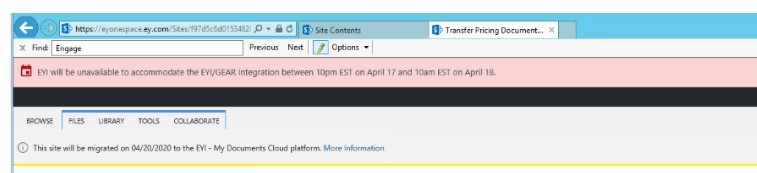 https://eyonespace.ey.com/Sites/f97d5c6d0153462(
Site Contents
Transfer Pricing Document... ×
× Find: Engage Previous Next Options
EYI will be unavailable to accommodate the EYI/GEAR Integration between 10pm EST on April 17 and 10am EST on April 18.
BROWSE FILES LIBRARY TOOLS COLLABORATE
This site will be migrated on 04/20/2020 to the EYI - My Documents Cloud platform. More Information